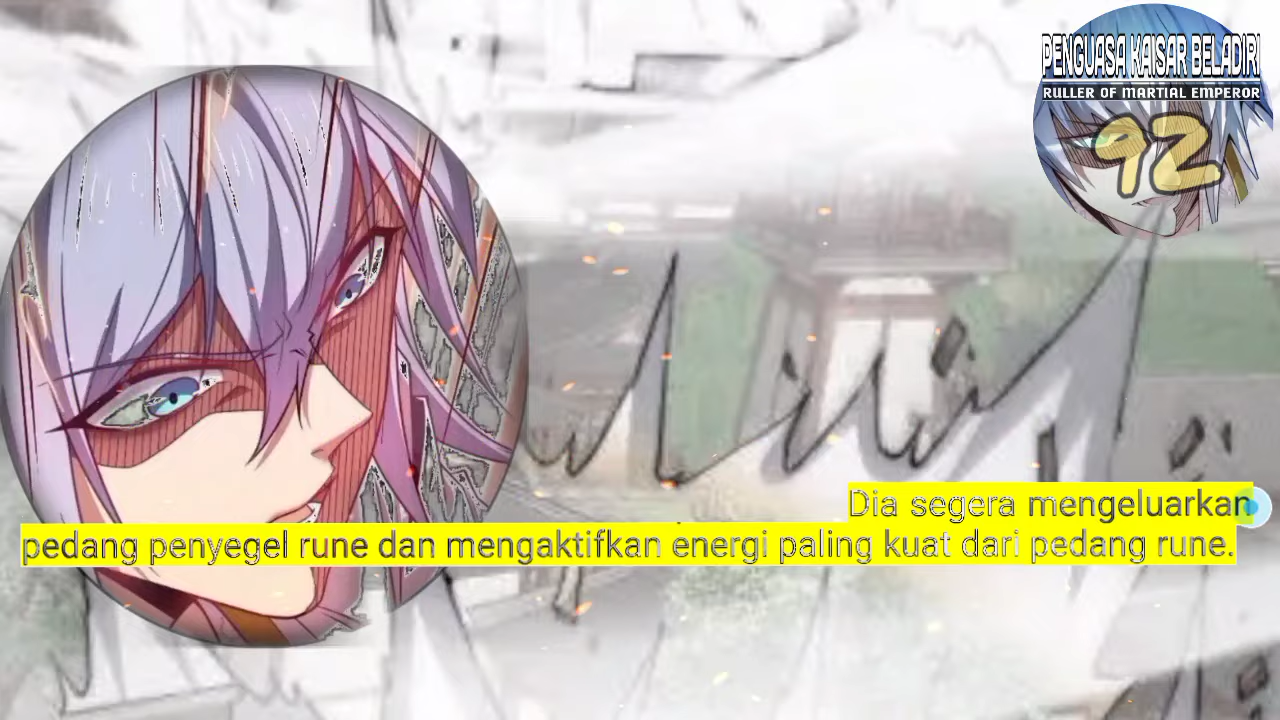 PENGUASA KAISAR BELADIRI
RULLER OF MARTIAL EMPEROR
92
Dia segera mengeluarkan
pedang penyegel rune dan mengaktifkan energi paling kuat dari pedang rune.